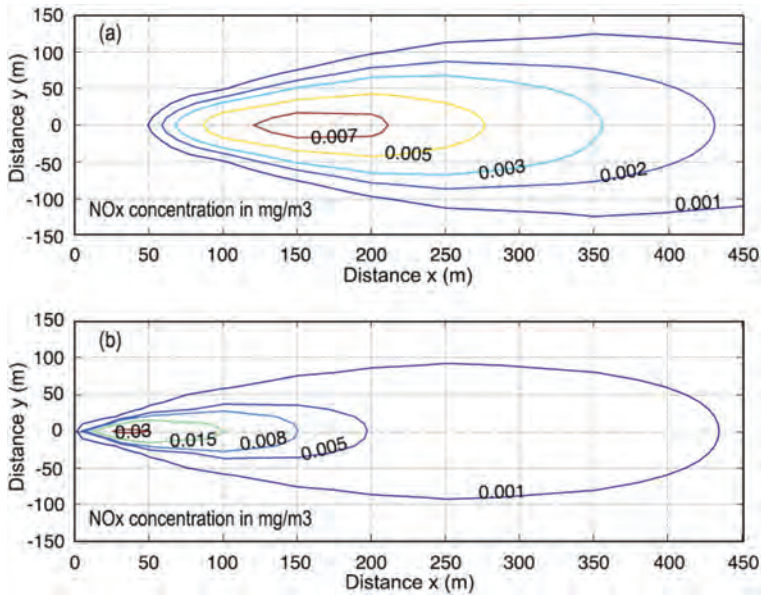 (a)
150
100
50
0
-50
-100
-150
Distance y (m)
0.007
0.005
0.003
0.002
0.001
NOx concentration in mg/m3
0 50 100 150 200 250 300 350 400 450
Distance x (m)
(b)
150
100
50
0
-50
-100
-150
Distance y (m)
0.03
0.015
0.008
0.005
0.001
NOx concentration in mg/m3
0 50 100 150 200 250 300 350 400 450
Distance x (m)